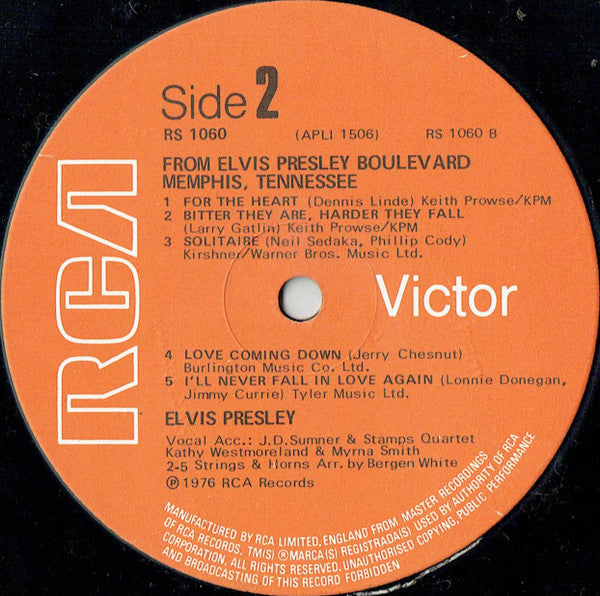 Side 2
RS 1060 (APLI 1506) RS 1060 B
FROM ELVIS PRESLEY BOULEVARD
MEMPHIS, TENNESSEE
1 FOR THE HEART (Dennis Linde) Keith Prowse/KPM
2 BITTER THEY ARE, HARDER THEY FALL
(Larry Gatlin) Keith Prowse/KPM
3 SOLITAIRE (Neil Sedaka, Phillip Cody)
Kirshner/Warner Bros. Music Ltd.
RCA
Victor
4 LOVE COMING DOWN (Jerry Chesnut)
Burlington Music Co. Ltd.
5 I'LL NEVER FALL IN LOVE AGAIN (Lonnie Donegan,
Jimmy Currie) Tyler Music Ltd.
ELVIS PRESLEY
Vocal Acc.: J.D.Sumner & Stamps Quartet
Kathy Westmoreland & Myrna Smith
2-5 Strings & Horns Arr. by Bergen White
Ⓟ 1976 RCA Records
MANUFACTURED BY RCA LIMITED, ENGLAND FROM MASTER RECORDINGS
OF RCA RECORDS. TM(S) ® MARCA(S) REGISTRADA(S) USED BY AUTHORITY OF RCA
CORPORATION. ALL RIGHTS RESERVED. UNAUTHORISED COPYING, PUBLIC PERFORMANCE
AND BROADCASTING OF THIS RECORD FORBIDDEN